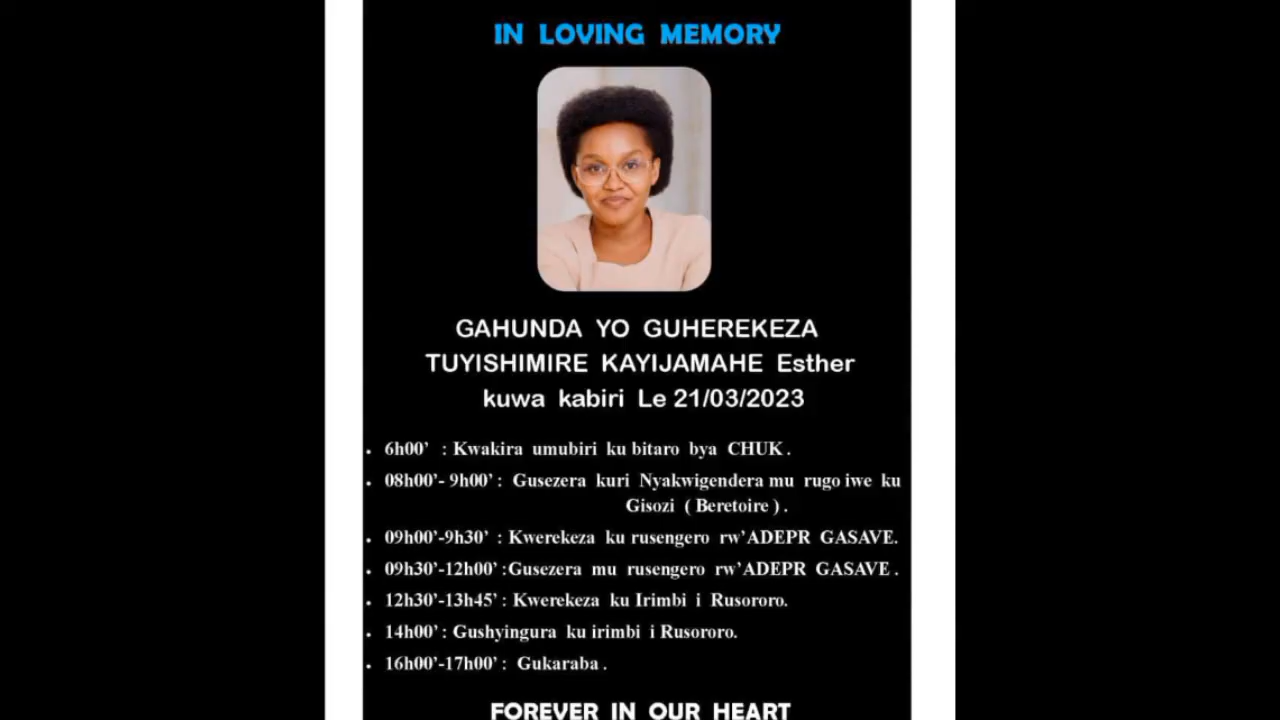 IN LOVING MEMORY
GAHUNDA YO GUHEREKEZA
TUYISHIMIRE KAYIJAMAHE Esther
kuwa kabiri Le 21/03/2023
• 6h00’ : Kwakira umubiri ku bitaro bya CHUK .
• 08h00’- 9h00’ : Gusezera kuri Nyakwigendera mu rugo iwe ku
Gisozi ( Beretoire ) .
• 09h00’-9h30’ : Kwerekeza ku rusengero rw’ADEPR GASAVE.
• 09h30’-12h00’ :Gusezera mu rusengero rw’ADEPR GASAVE .
• 12h30’-13h45’ : Kwerekeza ku Irimbi i Rusororo.
• 14h00’ : Gushyingura ku irimbi i Rusororo.
• 16h00’-17h00’ : Gukaraba .
FOREVER IN OUR HEART